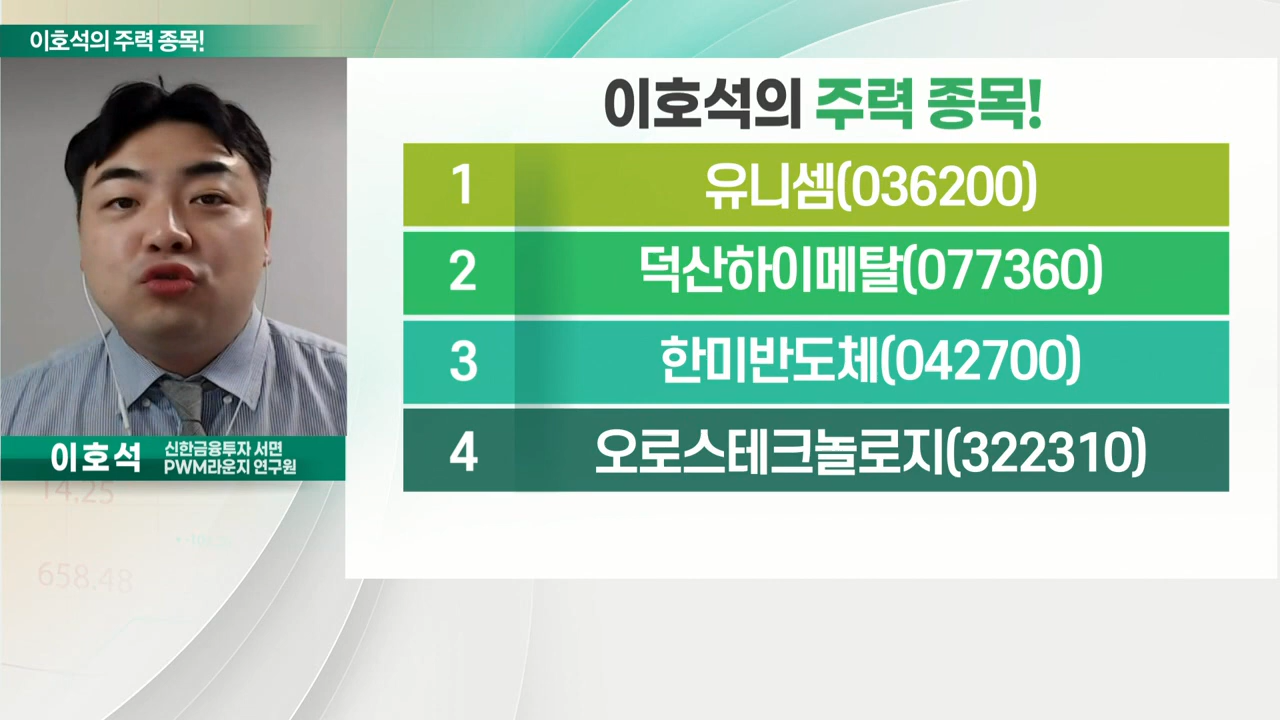 이호석의 주력 종목!
이호석의 주력 종목!
1 유니셈(036200)
2 덕산하이메탈(077360)
3 한미반도체(042700)
4 오로스테크놀로지(322310)
이호석 신한금융투자 서면
PWM라운지 연구원
14.25
658.48